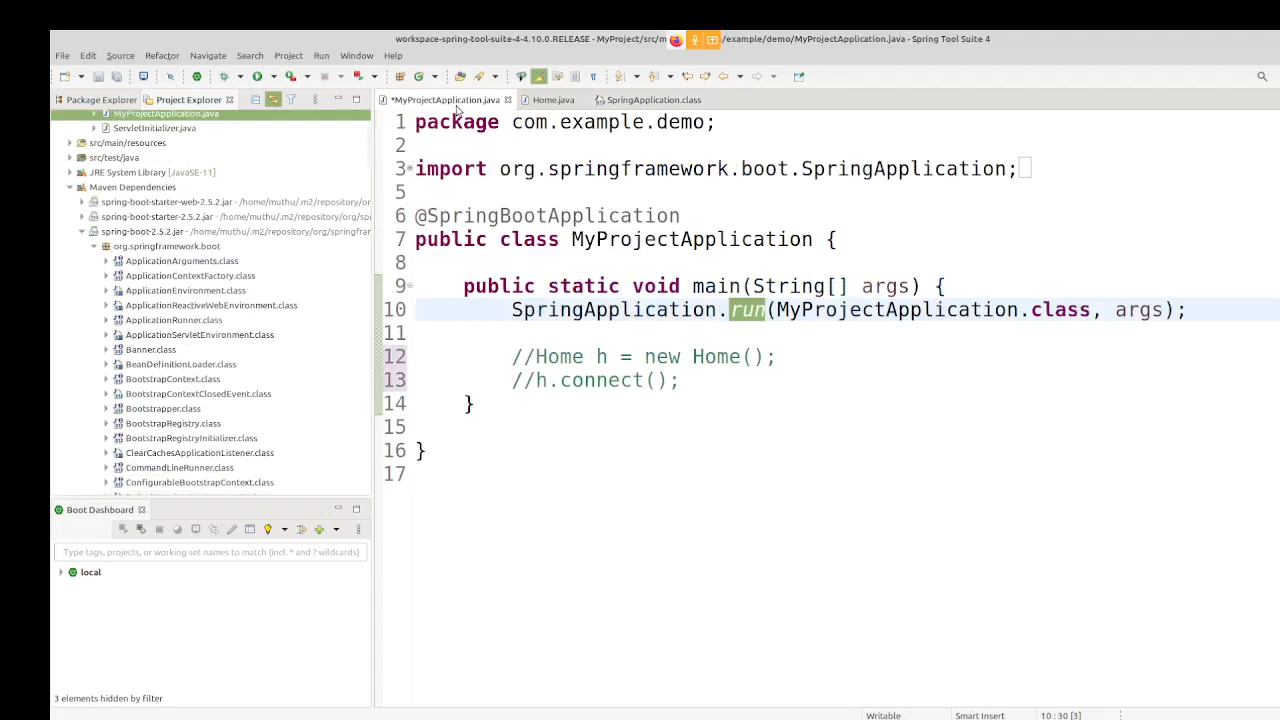 workspace-spring-tool-suite-4-4.10.0.RELEASE - MyProject/src/m /example/demo/MyProjectApplication.java - Spring Tool Suite 4
File Edit Source Refactor Navigate Search Project Run Window Help
Package Explorer Project Explorer
*MyProjectApplication.java Home.java SpringApplication.class
MyProjectApplication.java
ServletInitializer.java
src/main/resources
src/test/java
JRE System Library [JavaSE-11]
Maven Dependencies
spring-boot-starter-web-2.5.2.jar - /home/muthu/.m2/repository/or
spring-boot-starter-2.5.2.jar - /home/muthu/.m2/repository/org/sp
spring-boot-2.5.2.jar - /home/muthu/.m2/repository/org/springfrar
org.springframework.boot
ApplicationArguments.class
ApplicationContextFactory.class
ApplicationEnvironment.class
ApplicationReactiveWebEnvironment.class
ApplicationRunner.class
ApplicationServletEnvironment.class
Banner.class
BeanDefinitionLoader.class
BootstrapContext.class
BootstrapContextClosedEvent.class
Bootstrapper.class
BootstrapRegistry.class
BootstrapRegistryInitializer.class
ClearCachesApplicationListener.class
CommandLineRunner.class
ConfigurableBootstrapContext.class
Boot Dashboard
Type tags, projects, or working set names to match (incl. * and ? wildcards)
local
3 elements hidden by filter
1 package com.example.demo;
2
3 import org.springframework.boot.SpringApplication;
5
6 @SpringBootApplication
7 public class MyProjectApplication {
8
9 public static void main(String[] args) {
10 SpringApplication.run(MyProjectApplication.class, args);
11
12 //Home h = new Home();
13 //h.connect();
14 }
15
16 }
17
Writable Smart Insert 10 : 30 [3]